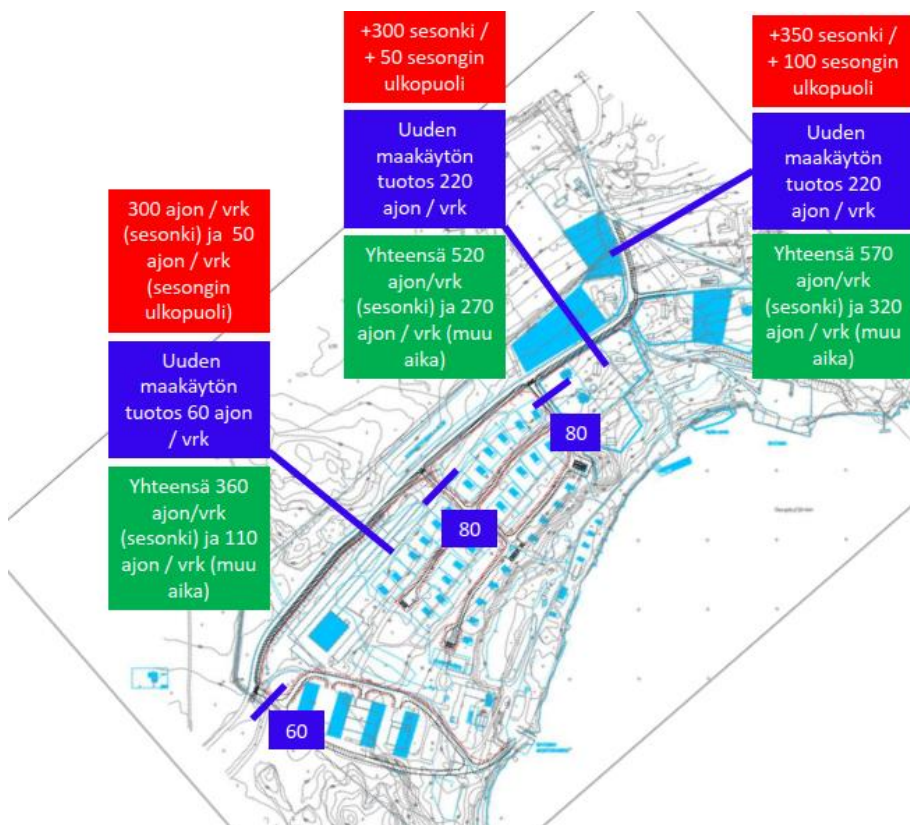 +300 sesonki /
+ 50 sesongin
ulkopuoli
Uuden
maakäytön
tuotos 220
ajon / vrk
Yhteensä 520
ajon/vrk
(sesonki) ja 270
ajon / vrk (muu
aika)
+350 sesonki /
+ 100 sesongin
ulkopuoli
Uuden
maakäytön
tuotos 220
ajon / vrk
Yhteensä 570
ajon/vrk
(sesonki) ja 320
ajon / vrk (muu
aika)
300 ajon / vrk
(sesonki) ja 50
ajon / vrk
(sesongin
ulkopuoli)
Uuden
maakäytön
tuotos 60 ajon
/ vrk
Yhteensä 360
ajon/vrk
(sesonki) ja 110
ajon / vrk (muu
aika)
80
80
60